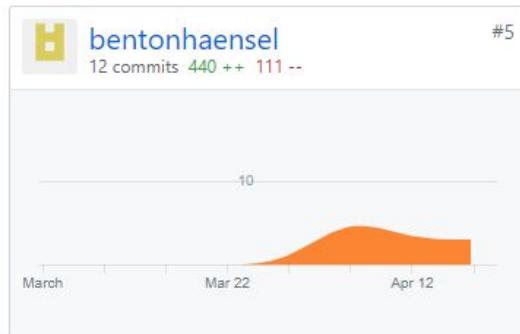 bentonhaensel #5
12 commits 440 ++ 111 --
10
March Mar 22 Apr 12